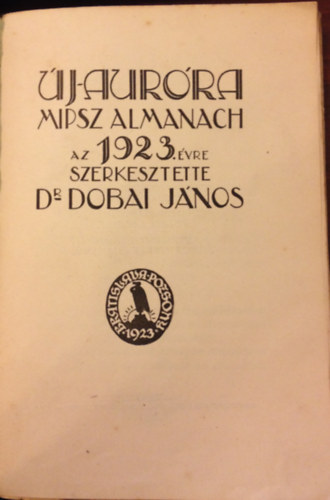 ÚJ-AURÓRA
MIPSZ ALMANACH
AZ 1923. ÉVRE
SZERKESZTETTE
DR DOBAI JÁNOS
BRATISLAVA-POZSONY
·1923·